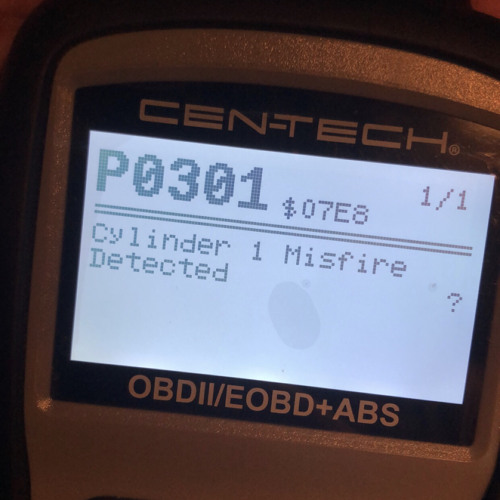 CEN-TECH®
P0301 $07E8 1/1
Cylinder 1 Misfire
Detected
?
OBDII/EOBD+ABS